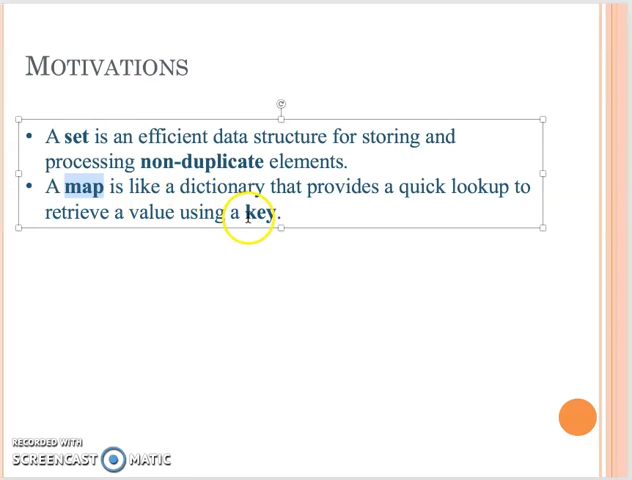 MOTIVATIONS
• A set is an efficient data structure for storing and
processing non-duplicate elements.
• A map is like a dictionary that provides a quick lookup to
retrieve a value using a key.
RECORDED WITH
SCREENCAST MATIC